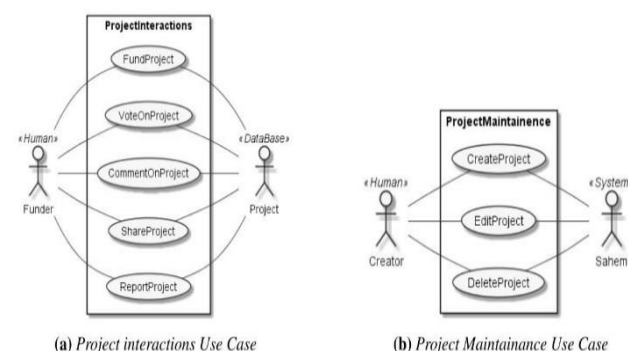 ProjectInteractions
FundProject
VoteOnProject
«Human»
«DataBase»
CommentOnProject
Funder
Project
ShareProject
ReportProject
(a) Project interactions Use Case
ProjectMaintainence
CreateProject
«Human»
«System
EditProject
Creator
Sahem
DeleteProject
(b) Project Maintainance Use Case